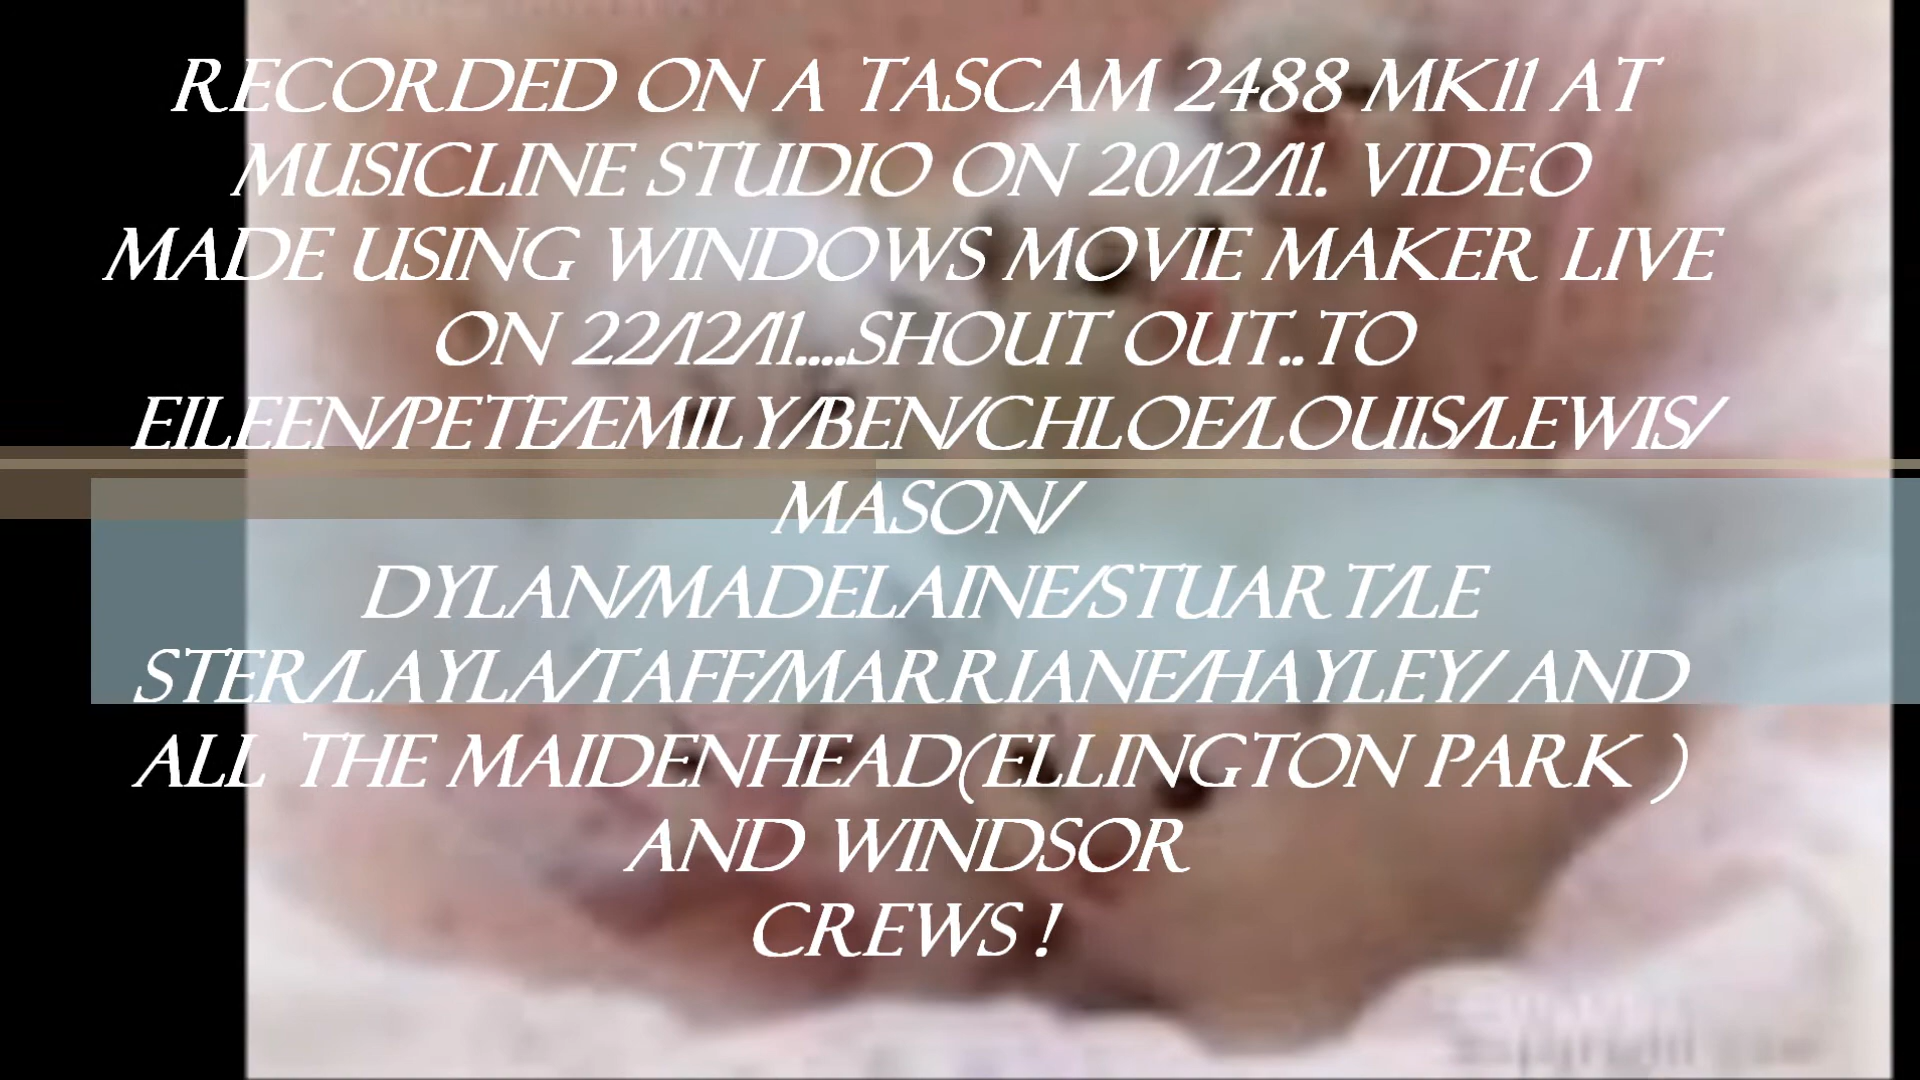 RECORDED ON A TASCAM 2488 MK11 AT
MUSICLINE STUDIO ON 20/12/11. VIDEO
MADE USING WINDOWS MOVIE MAKER LIVE
ON 22/12/11....SHOUT OUT..TO
EILEEN/PETE/EMILY/BEN/CHLOE/LOUIS/LEWIS/
MASON/
DYLAN/MADELAINE/STUART/LE
STER/LAYLA/TAFF/MARRIANE/HAYLEY/ AND
ALL THE MAIDENHEAD(ELLINGTON PARK )
AND WINDSOR
CREWS !